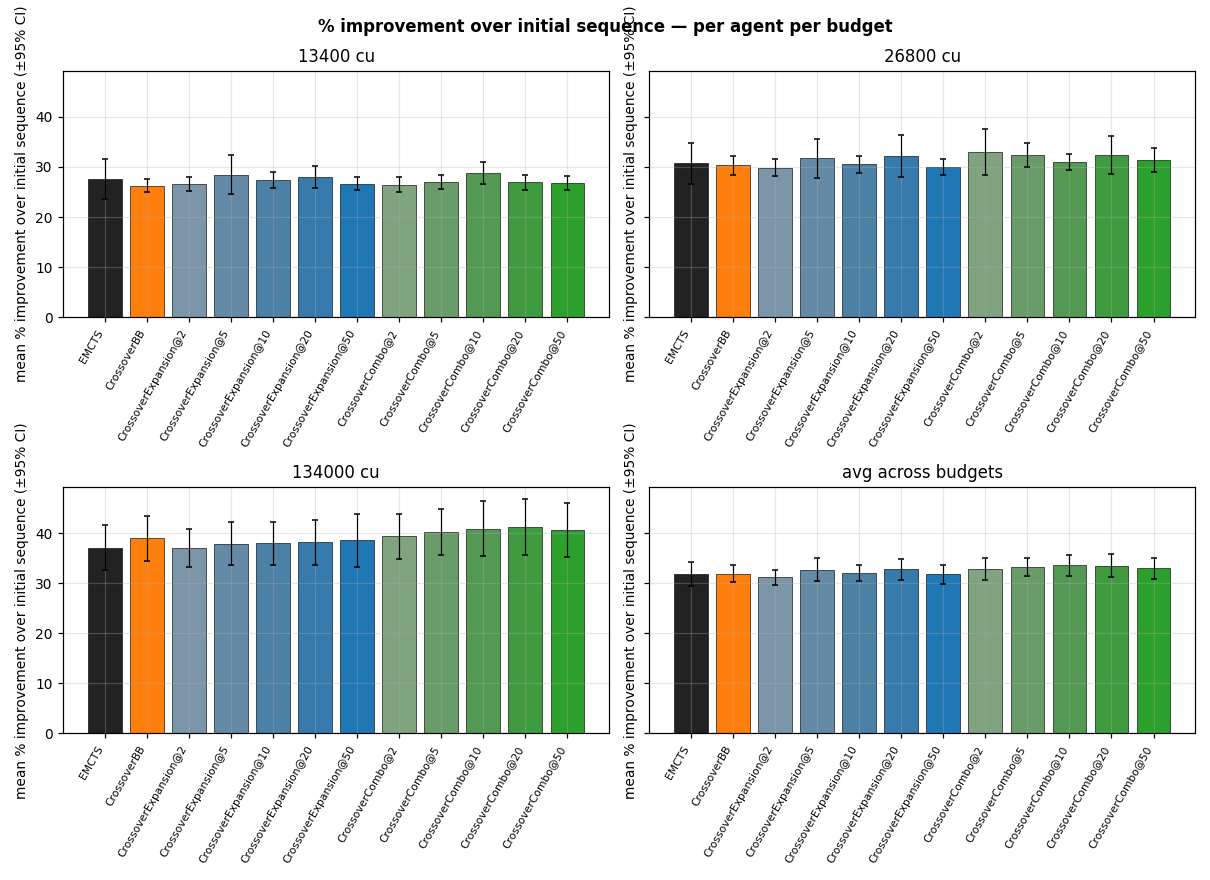 % improvement over initial sequence — per agent per budget
13400 cu
mean % improvement over initial sequence (±95% CI)
40
30
20
10
0
EMCTS
CrossoverBB
CrossoverExpansion@2
CrossoverExpansion@5
CrossoverExpansion@10
CrossoverExpansion@20
CrossoverExpansion@50
CrossoverCombo@2
CrossoverCombo@5
CrossoverCombo@10
CrossoverCombo@20
CrossoverCombo@50
26800 cu
mean % improvement over initial sequence (±95% CI)
EMCTS
CrossoverBB
CrossoverExpansion@2
CrossoverExpansion@5
CrossoverExpansion@10
CrossoverExpansion@20
CrossoverExpansion@50
CrossoverCombo@2
CrossoverCombo@5
CrossoverCombo@10
CrossoverCombo@20
CrossoverCombo@50
134000 cu
mean % improvement over initial sequence (±95% CI)
40
30
20
10
0
EMCTS
CrossoverBB
CrossoverExpansion@2
CrossoverExpansion@5
CrossoverExpansion@10
CrossoverExpansion@20
CrossoverExpansion@50
CrossoverCombo@2
CrossoverCombo@5
CrossoverCombo@10
CrossoverCombo@20
CrossoverCombo@50
avg across budgets
mean % improvement over initial sequence (±95% CI)
EMCTS
CrossoverBB
CrossoverExpansion@2
CrossoverExpansion@5
CrossoverExpansion@10
CrossoverExpansion@20
CrossoverExpansion@50
CrossoverCombo@2
CrossoverCombo@5
CrossoverCombo@10
CrossoverCombo@20
CrossoverCombo@50